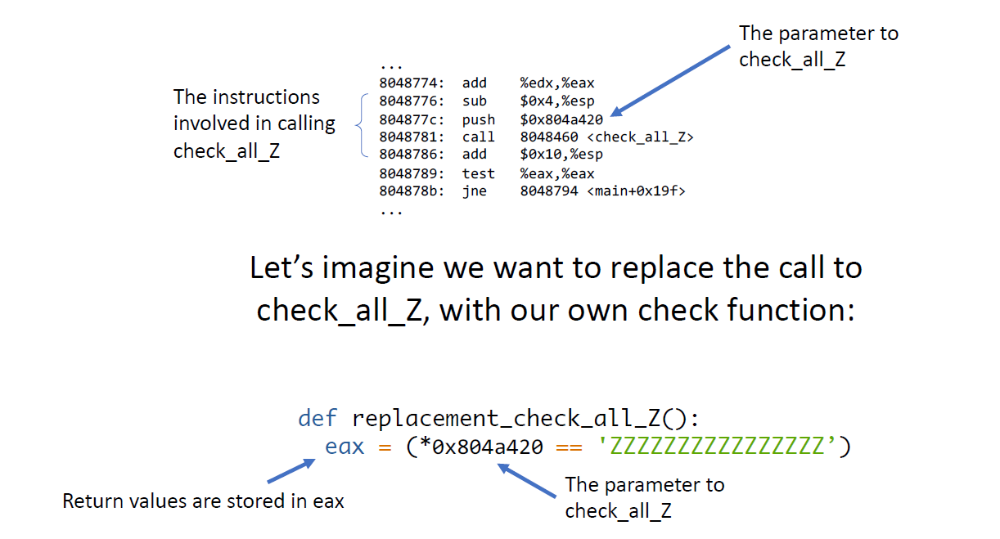 The parameter to
check_all_Z
...
8048774: add %edx,%eax
The instructions
8048776: sub $0x4,%esp
involved in calling
804877c: push $0x804a420
check_all_Z
8048781: call 8048460 <check_all_Z>
8048786: add $0x10,%esp
8048789: test %eax,%eax
804878b: jne 8048794 <main+0x19f>
...
Let’s imagine we want to replace the call to
check_all_Z, with our own check function:
def replacement_check_all_Z():
eax = (*0x804a420 == 'ZZZZZZZZZZZZZZZZ’)
Return values are stored in eax
The parameter to
check_all_Z